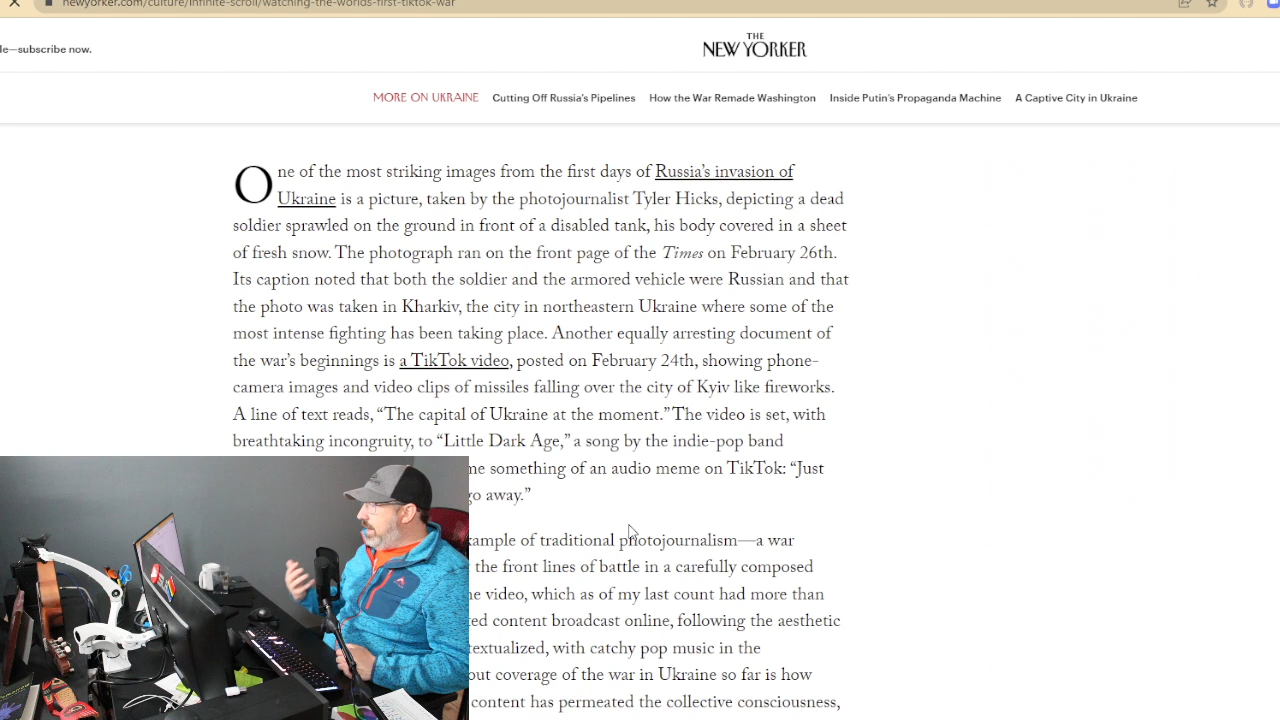 newyorker.com/culture/infinite-scroll/watching-the-worlds-first-tiktok-war
le—subscribe now.
THE
NEW YORKER
MORE ON UKRAINE Cutting Off Russia's Pipelines How the War Remade Washington Inside Putin's Propaganda Machine A Captive City in Ukraine
One of the most striking images from the first days of Russia's invasion of
Ukraine is a picture, taken by the photojournalist Tyler Hicks, depicting a dead
soldier sprawled on the ground in front of a disabled tank, his body covered in a sheet
of fresh snow. The photograph ran on the front page of the Times on February 26th.
Its caption noted that both the soldier and the armored vehicle were Russian and that
the photo was taken in Kharkiv, the city in northeastern Ukraine where some of the
most intense fighting has been taking place. Another equally arresting document of
the war's beginnings is a TikTok video, posted on February 24th, showing phone-
camera images and video clips of missiles falling over the city of Kyiv like fireworks.
A line of text reads, “The capital of Ukraine at the moment.” The video is set, with
breathtaking incongruity, to “Little Dark Age,” a song by the indie-pop band
me something of an audio meme on TikTok: “Just
go away.”
ample of traditional photojournalism—a war
the front lines of battle in a carefully composed
e video, which as of my last count had more than
ed content broadcast online, following the aesthetic
textualized, with catchy pop music in the
out coverage of the war in Ukraine so far is how
content has permeated the collective consciousness,